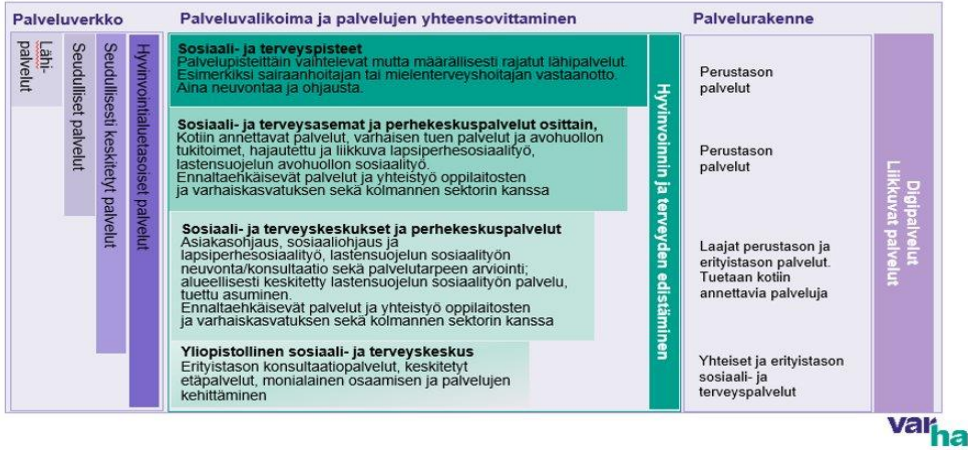 Palveluverkko
Palveluvalikoima ja palvelujen yhteensovittaminen
Palvelurakenne
Lähi-
palvelut
Seudulliset palvelut
Seudullisesti keskitetyt palvelut
Hyvinvointialuetasoiset palvelut
Sosiaali- ja terveyspisteet
Palvelupisteittäin vaihtelevat mutta määrällisesti rajatut lähipalvelut.
Esimerkiksi sairaanhoitajan tai mielenterveyshoitajan vastaanotto.
Aina neuvontaa ja ohjausta.
Sosiaali- ja terveysasemat ja perhekeskuspalvelut osittain,
Kotiin annettavat palvelut, varhaisen tuen palvelut ja avohuollon
tukitoimet, hajautettu ja liikkuva lapsiperhesosiaalityö,
lastensuojelun avohuollon sosiaalityö.
Ennaltaehkäisevät palvelut ja yhteistyö oppilaitosten
ja varhaiskasvatuksen sekä kolmannen sektorin kanssa
Sosiaali- ja terveyskeskukset ja perhekeskuspalvelut
Asiakasohjaus, sosiaaliohjaus ja
lapsiperhesosiaalityö, lastensuojelun sosiaalityön
neuvonta/konsultaatio sekä palvelutarpeen arviointi;
alueellisesti keskitetty lastensuojelun sosiaalityön palvelu,
tuettu asuminen.
Ennaltaehkäisevät palvelut ja yhteistyö oppilaitosten
ja varhaiskasvatuksen sekä kolmannen sektorin kanssa
Yliopistollinen sosiaali- ja terveyskeskus
Erityistason konsultaatiopalvelut, keskitetyt
etäpalvelut, monialainen osaamisen ja palvelujen
kehittäminen
Hyvinvoinnin ja terveyden edistäminen
Perustason
palvelut
Perustason
palvelut
Laajat perustason ja
erityistason palvelut.
Tuetaan kotiin
annettavia palveluja
Yhteiset ja erityistason
sosiaali- ja
terveyspalvelut
Digipalvelut
Liikkuvat palvelut
var
ha